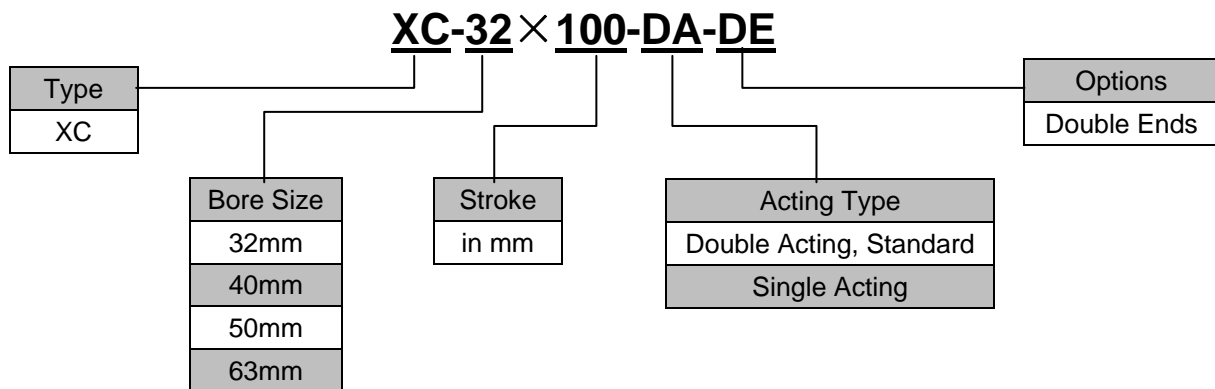 XC-32×100-DA-DE
Type
XC
Options
Double Ends
Bore Size
32mm
40mm
50mm
63mm
Stroke
in mm
Acting Type
Double Acting, Standard
Single Acting